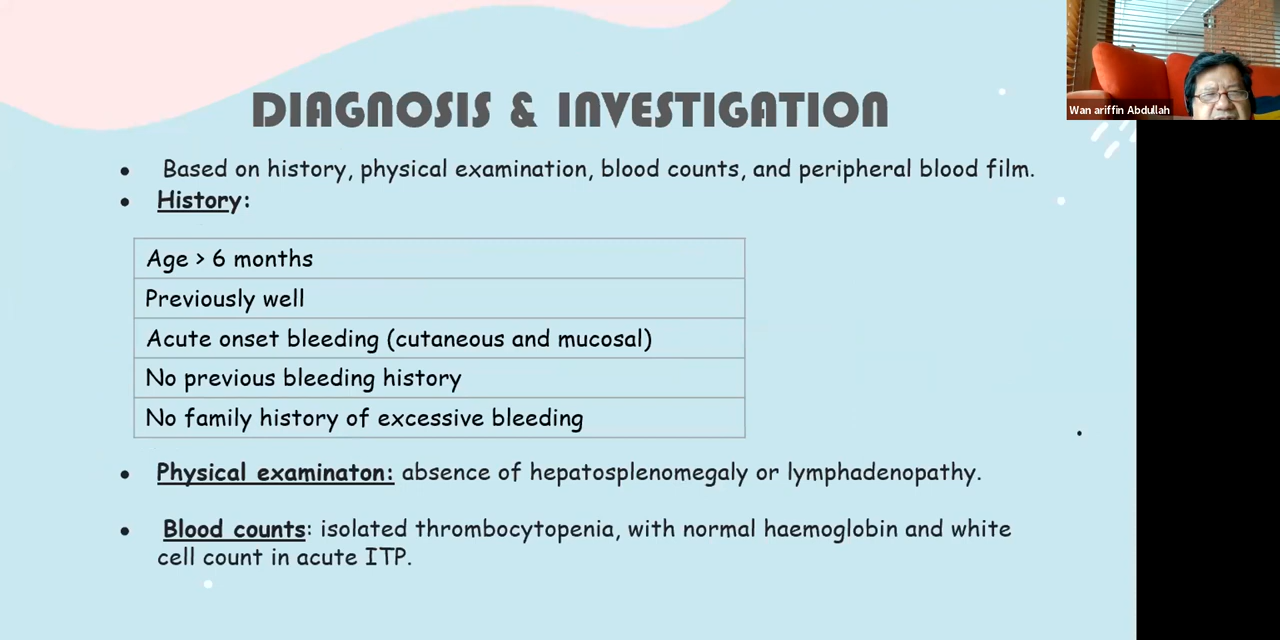 Wan ariffin Abdullah
DIAGNOSIS & INVESTIGATION
• Based on history, physical examination, blood counts, and peripheral blood film.
• History:
Age > 6 months
Previously well
Acute onset bleeding (cutaneous and mucosal)
No previous bleeding history
No family history of excessive bleeding
• Physical examinaton: absence of hepatosplenomegaly or lymphadenopathy.
• Blood counts: isolated thrombocytopenia, with normal haemoglobin and white
cell count in acute ITP.